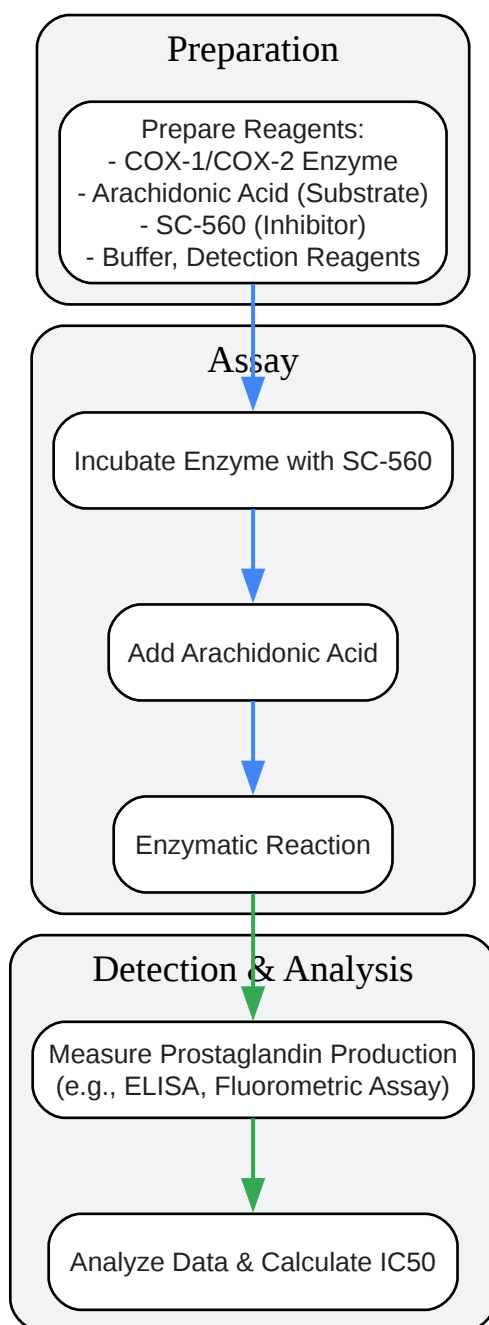 Preparation
Prepare Reagents:
- COX-1/COX-2 Enzyme
- Arachidonic Acid (Substrate)
- SC-560 (Inhibitor)
- Buffer, Detection Reagents
Assay
Incubate Enzyme with SC-560
Add Arachidonic Acid
Enzymatic Reaction
Detection & Analysis
Measure Prostaglandin Production
(e.g., ELISA, Fluorometric Assay)
Analyze Data & Calculate IC50